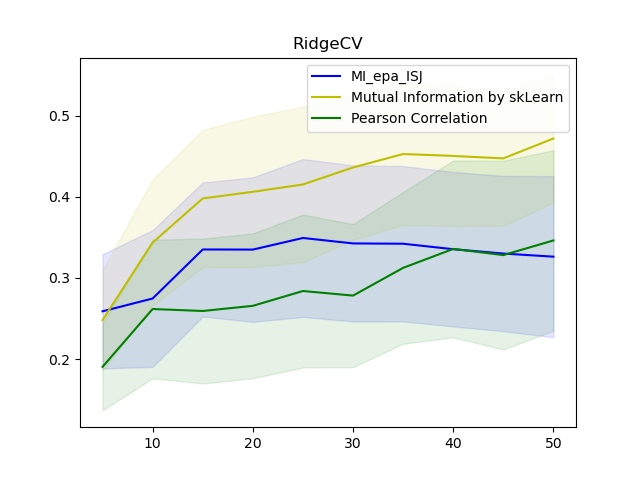 RidgeCV
MI_epa_ISJ
Mutual Information by skLearn
Pearson Correlation
0.5
0.4
0.3
0.2
10 20 30 40 50